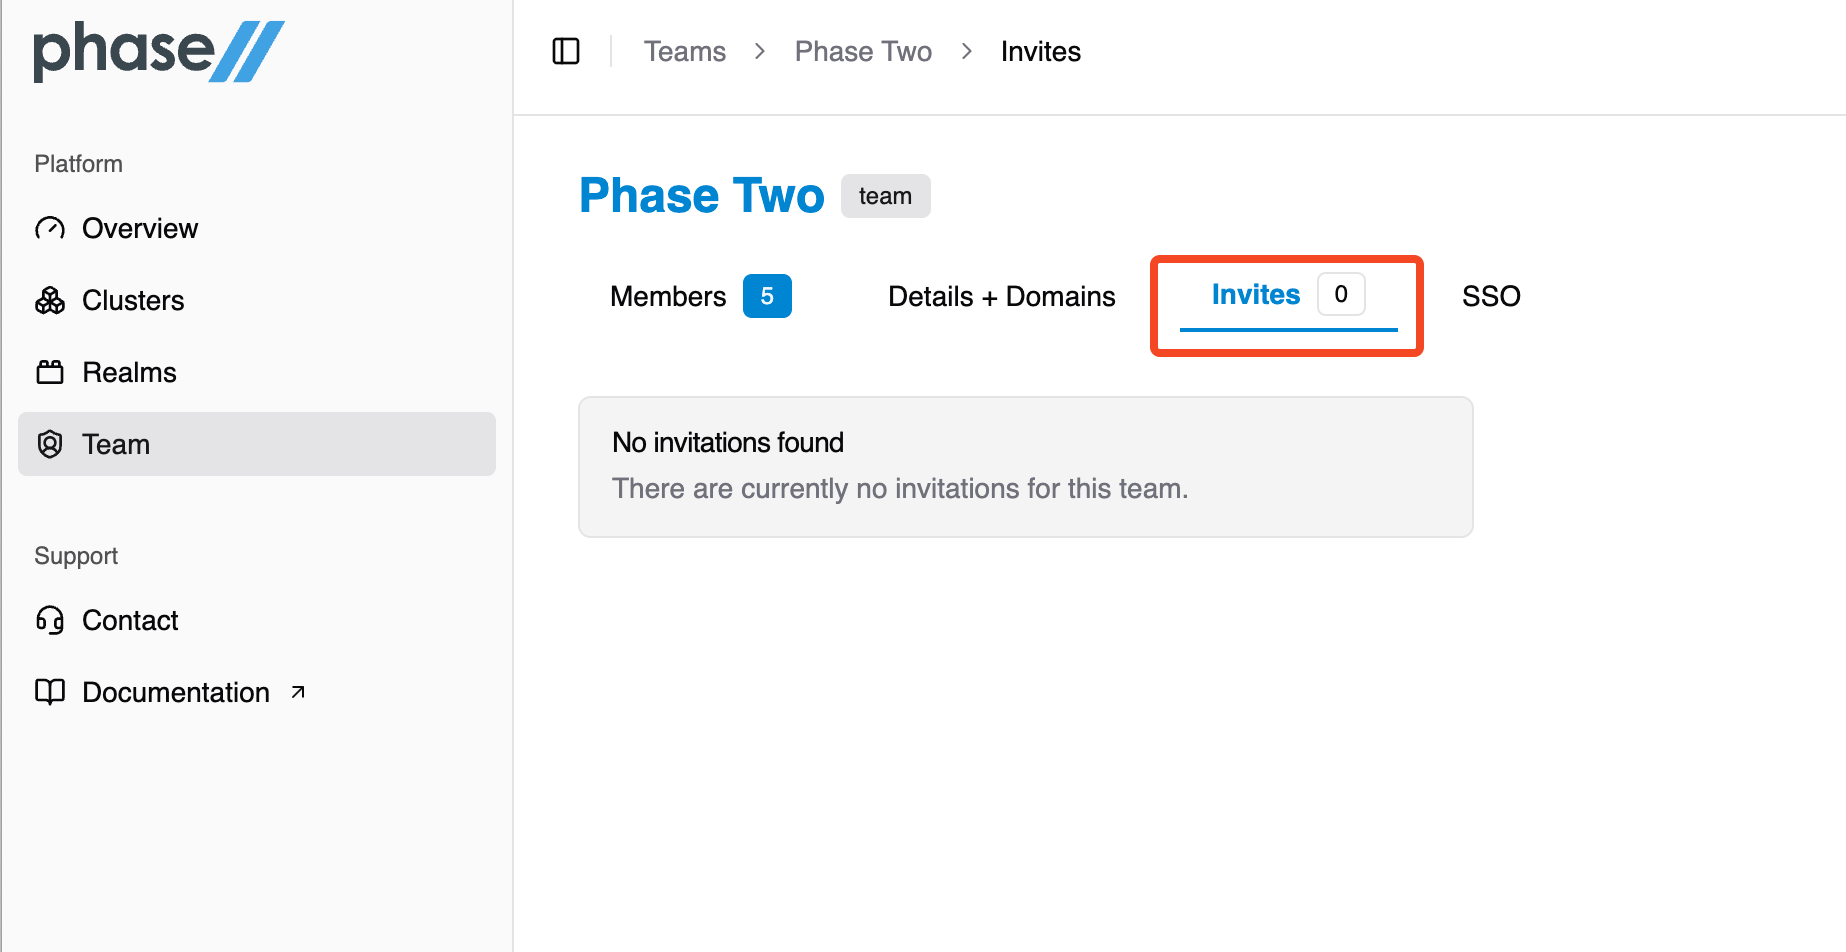 phase//
Teams > Phase Two > Invites
Platform
Overview
Clusters
Realms
Team
Support
Contact
Documentation ↗
Phase Two team
Members 5 Details + Domains Invites 0 SSO
No invitations found
There are currently no invitations for this team.